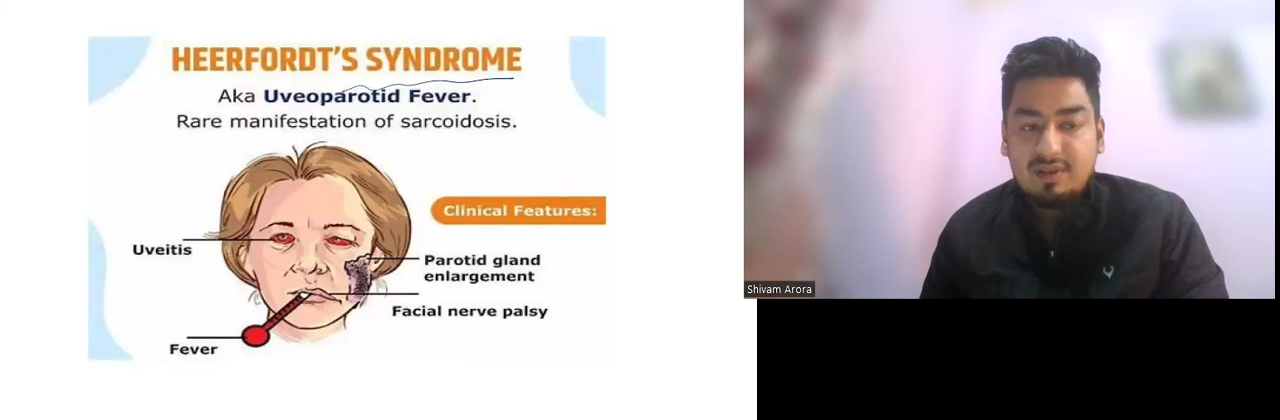 HEERFORDT'S SYNDROME
Aka Uveoparotid Fever.
Rare manifestation of sarcoidosis.
Clinical Features:
Uveitis
Parotid gland
enlargement
Facial nerve palsy
Fever
Shivam Arora